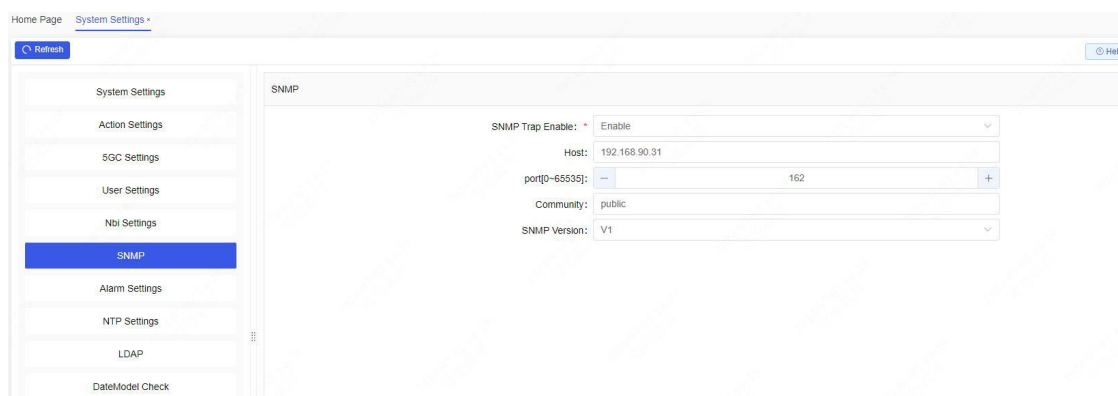 Home Page System Settings ×
Refresh
System Settings
Action Settings
5GC Settings
User Settings
Nbi Settings
SNMP
Alarm Settings
NTP Settings
LDAP
DateModel Check
SNMP
SNMP Trap Enable: * Enable
Host: 192.168.90.31
port[0~65535]: − 162 +
Community: public
SNMP Version: V1